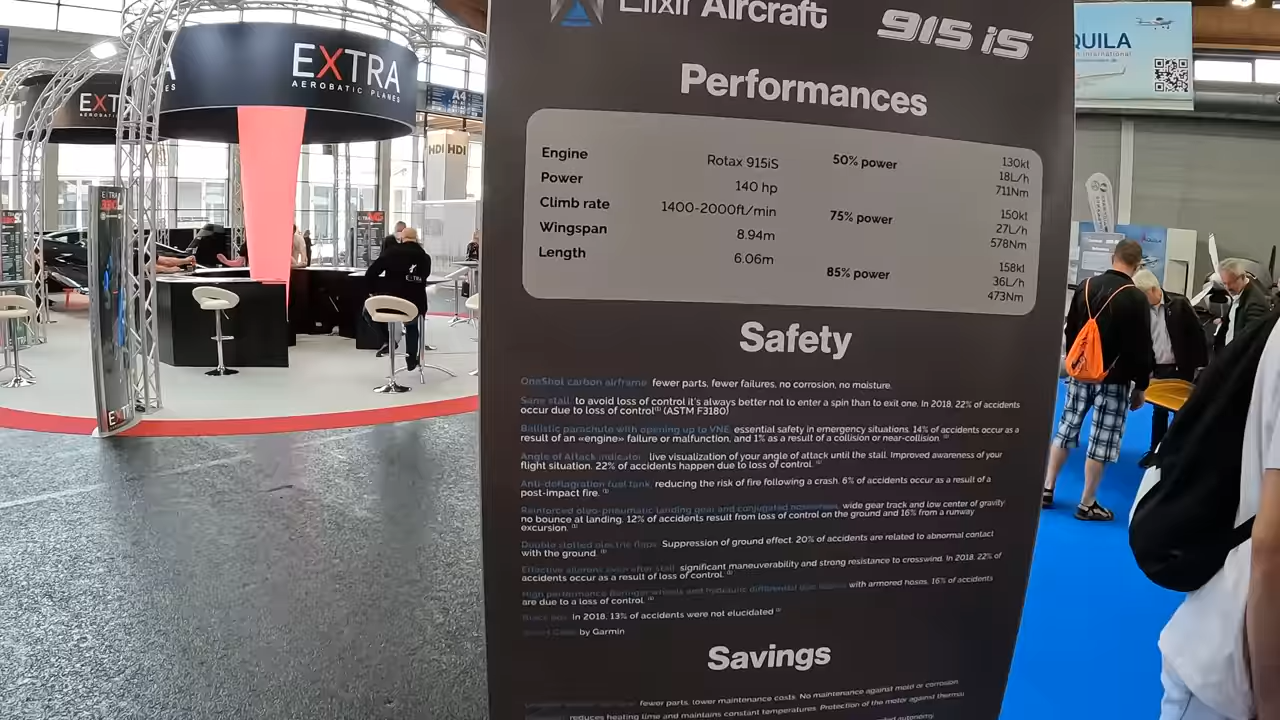 Elixir Aircraft
915 iS
Performances
Engine Rotax 915iS
Power 140 hp
Climb rate 1400-2000ft/min
Wingspan 8.94m
Length 6.06m
50% power 130kt
18L/h
711Nm
75% power 150kt
27L/h
578Nm
85% power 158kt
36L/h
473Nm
Safety
OneShot carbon airframe, fewer parts, fewer failures, no corrosion, no moisture.
Sane stall, to avoid loss of control it's always better not to enter a spin than to exit one. In 2018, 22% of accidents
occur due to loss of control(1) (ASTM F3180)
Ballistic parachute with opening up to VNE, essential safety in emergency situations. 14% of accidents occur as a
result of an «engine» failure or malfunction, and 1% as a result of a collision or near-collision. (1)
Angle of Attack indicator, live visualization of your angle of attack until the stall. Improved awareness of your
flight situation. 22% of accidents happen due to loss of control. (1)
Anti-deflagration fuel tank, reducing the risk of fire following a crash. 6% of accidents occur as a result of a
post-impact fire. (1)
Reinforced oleo-pneumatic landing gear and conjugated nosewheel, wide gear track and low center of gravity
no bounce at landing. 12% of accidents result from loss of control on the ground and 16% from a runway
excursion. (1)
Double slotted electric flaps. Suppression of ground effect. 20% of accidents are related to abnormal contact
with the ground. (1)
Effective ailerons even after stall, significant maneuverability and strong resistance to crosswind. In 2018, 22% of
accidents occur as a result of loss of control. (1)
High performance Beringer wheels and hydraulic differential disc brakes with armored hoses. 16% of accidents
are due to a loss of control. (1)
Black box. In 2018, 13% of accidents were not elucidated (1)
by Garmin
Savings
fewer parts, lower maintenance costs. No maintenance against mold or corrosion.
reduces heating time and maintains constant temperatures. Protection of the motor against thermal
autonomy.
EXTRA
AEROBATIC PLANES
EXT
A4
HDI HDI
EXTRA
EXTRA
QUILA